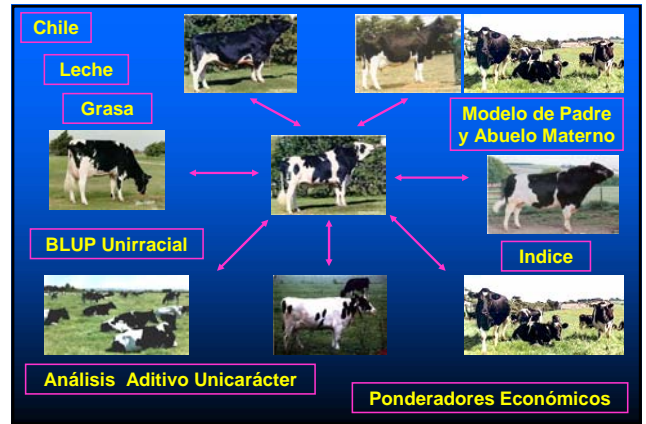 Chile
Leche
Grasa
Modelo de Padre
y Abuelo Materno
BLUP Unirracial
Indice
Análisis  Aditivo Unicarácter
Ponderadores Económicos